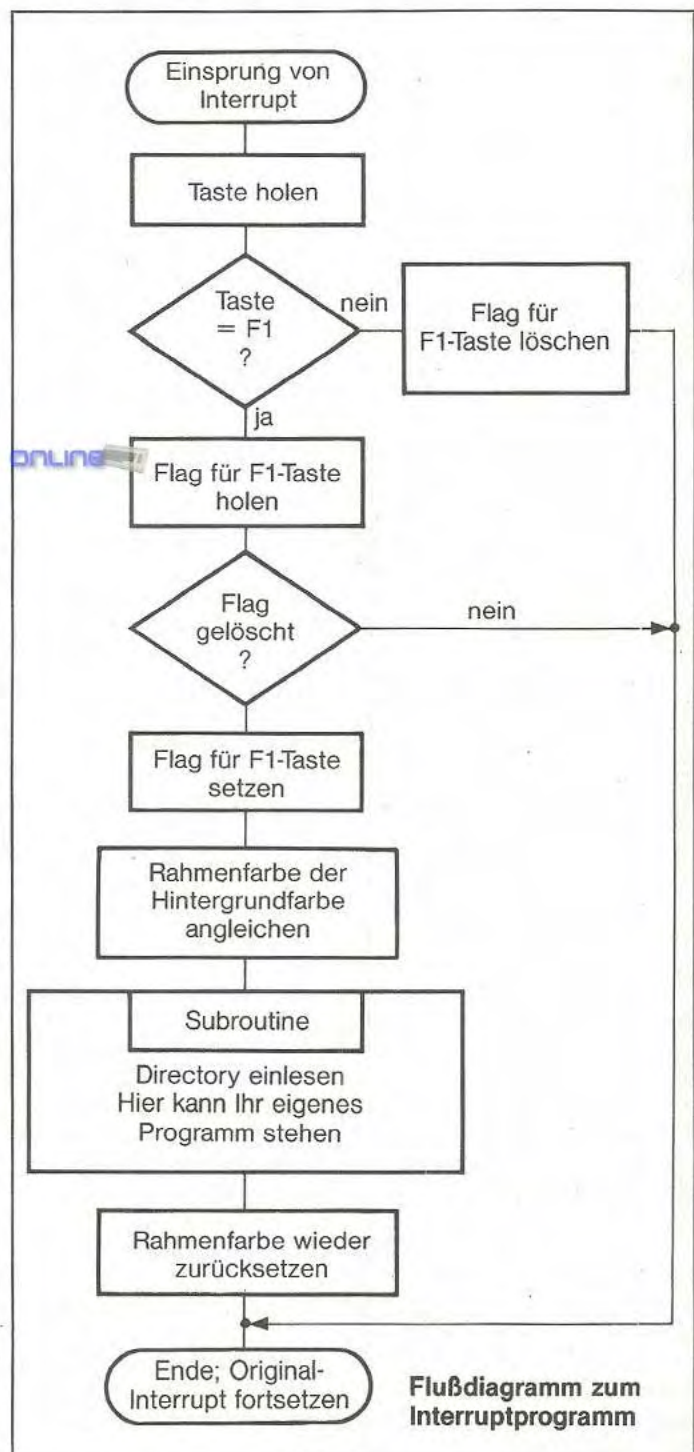 Einsprung von
Interrupt
Taste holen
Taste
= F1
?
nein
Flag für
F1-Taste löschen
ja
ONLINE
Flag für F1-Taste
holen
Flag
gelöscht
?
nein
Flag für F1-Taste
setzen
Rahmenfarbe der
Hintergrundfarbe
angleichen
Subroutine
Directory einlesen
Hier kann Ihr eigenes
Programm stehen
Rahmenfarbe wieder
zurücksetzen
Ende; Original-
Interrupt fortsetzen
Flußdiagramm zum
Interruptprogramm